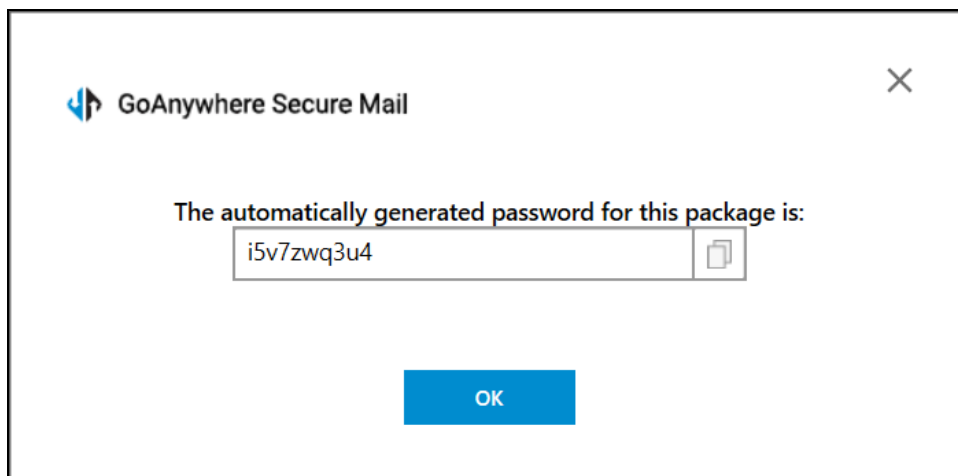 GoAnywhere Secure Mail
The automatically generated password for this package is:
i5v7zwq3u4
OK